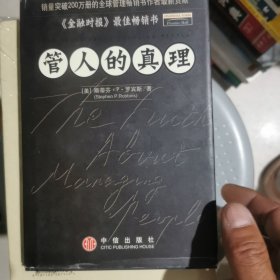 销量突破200万册的全球管理畅销书作者最新贡献
《金融时报》最佳畅销书
管人的真理
[美]斯蒂芬·P·罗宾斯/著
(Stephen P. Robbins)
The Truth
About
Managing
People
中信出版社
CITIC PUBLISHING HOUSE